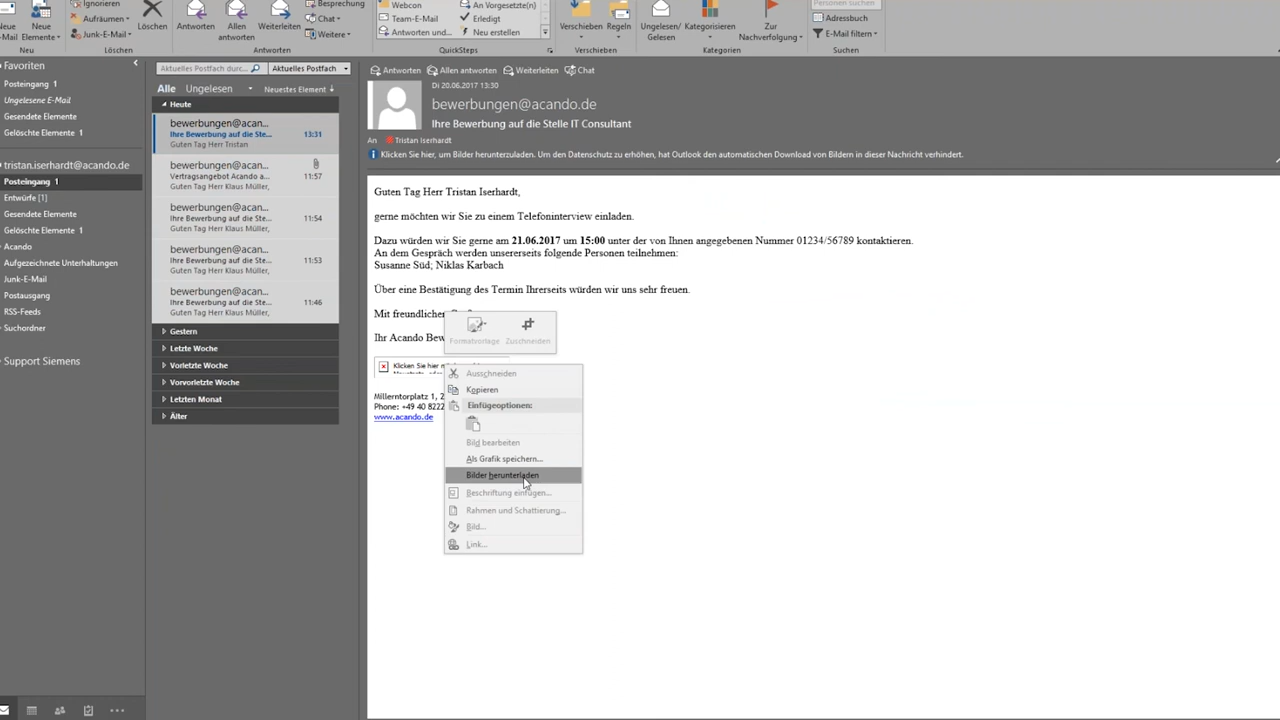 Ignorieren
Aufräumen
Junk-E-Mail
Löschen
Neue
Elemente
Neu
Löschen
Antworten
Allen
antworten
Weiterleiten
Besprechung
Chat
Weitere
Antworten
Webcon
Team-E-Mail
Antworten und...
An Vorgesetzte(n)
Erledigt
Neu erstellen
QuickSteps
Verschieben
Regeln
Verschieben
Ungelesen/
Gelesen
Kategorisieren
Zur
Nachverfolgung
Kategorien
Personen suchen
Adressbuch
E-Mail filtern
Suchen
Favoriten
Posteingang 1
Ungelesene E-Mail
Gesendete Elemente
Gelöschte Elemente 1
tristan.iserhardt@acando.de
Posteingang 1
Entwürfe [1]
Gesendete Elemente
Gelöschte Elemente 1
Acando
Aufgezeichnete Unterhaltungen
Junk-E-Mail
Postausgang
RSS-Feeds
Suchordner
Support Siemens
Aktuelles Postfach durc...
Aktuelles Postfach
Alle Ungelesen Neuestes Element
Heute
bewerbungen@acan...
Ihre Bewerbung auf die Ste... 13:31
Guten Tag Herr Tristan
bewerbungen@acan...
Vertragsangebot Acando a... 11:57
Guten Tag Herr Klaus Müller,
bewerbungen@acan...
Ihre Bewerbung auf die Ste... 11:54
Guten Tag Herr Klaus Müller,
bewerbungen@acan...
Ihre Bewerbung auf die Ste... 11:53
Guten Tag Herr Klaus Müller,
bewerbungen@acan...
Ihre Bewerbung auf die Ste... 11:46
Guten Tag Herr Klaus Müller,
Gestern
Letzte Woche
Vorletzte Woche
Vorvorletzte Woche
Letzten Monat
Älter
Antworten Allen antworten Weiterleiten Chat
Di 20.06.2017 13:30
bewerbungen@acando.de
Ihre Bewerbung auf die Stelle IT Consultant
An Tristan Iserhardt
Klicken Sie hier, um Bilder herunterzuladen. Um den Datenschutz zu erhöhen, hat Outlook den automatischen Download von Bildern in dieser Nachricht verhindert.
Guten Tag Herr Tristan Iserhardt,
gerne möchten wir Sie zu einem Telefoninterview einladen.
Dazu würden wir Sie gerne am 21.06.2017 um 15:00 unter der von Ihnen angegebenen Nummer 01234/56789 kontaktieren.
An dem Gespräch werden unsererseits folgende Personen teilnehmen:
Susanne Süd; Niklas Karbach
Über eine Bestätigung des Termin Ihrerseits würden wir uns sehr freuen.
Mit freundlichen
Ihr Acando Bew
Klicken Sie hier
Millerntorplatz 1, 2
Phone: +49 40 8222
www.acando.de
Formatvorlage Zuschneiden
Ausschneiden
Kopieren
Einfügeoptionen:
Bild bearbeiten
Als Grafik speichern...
Bilder herunterladen
Beschriftung einfügen...
Rahmen und Schattierung...
Bild...
Link...